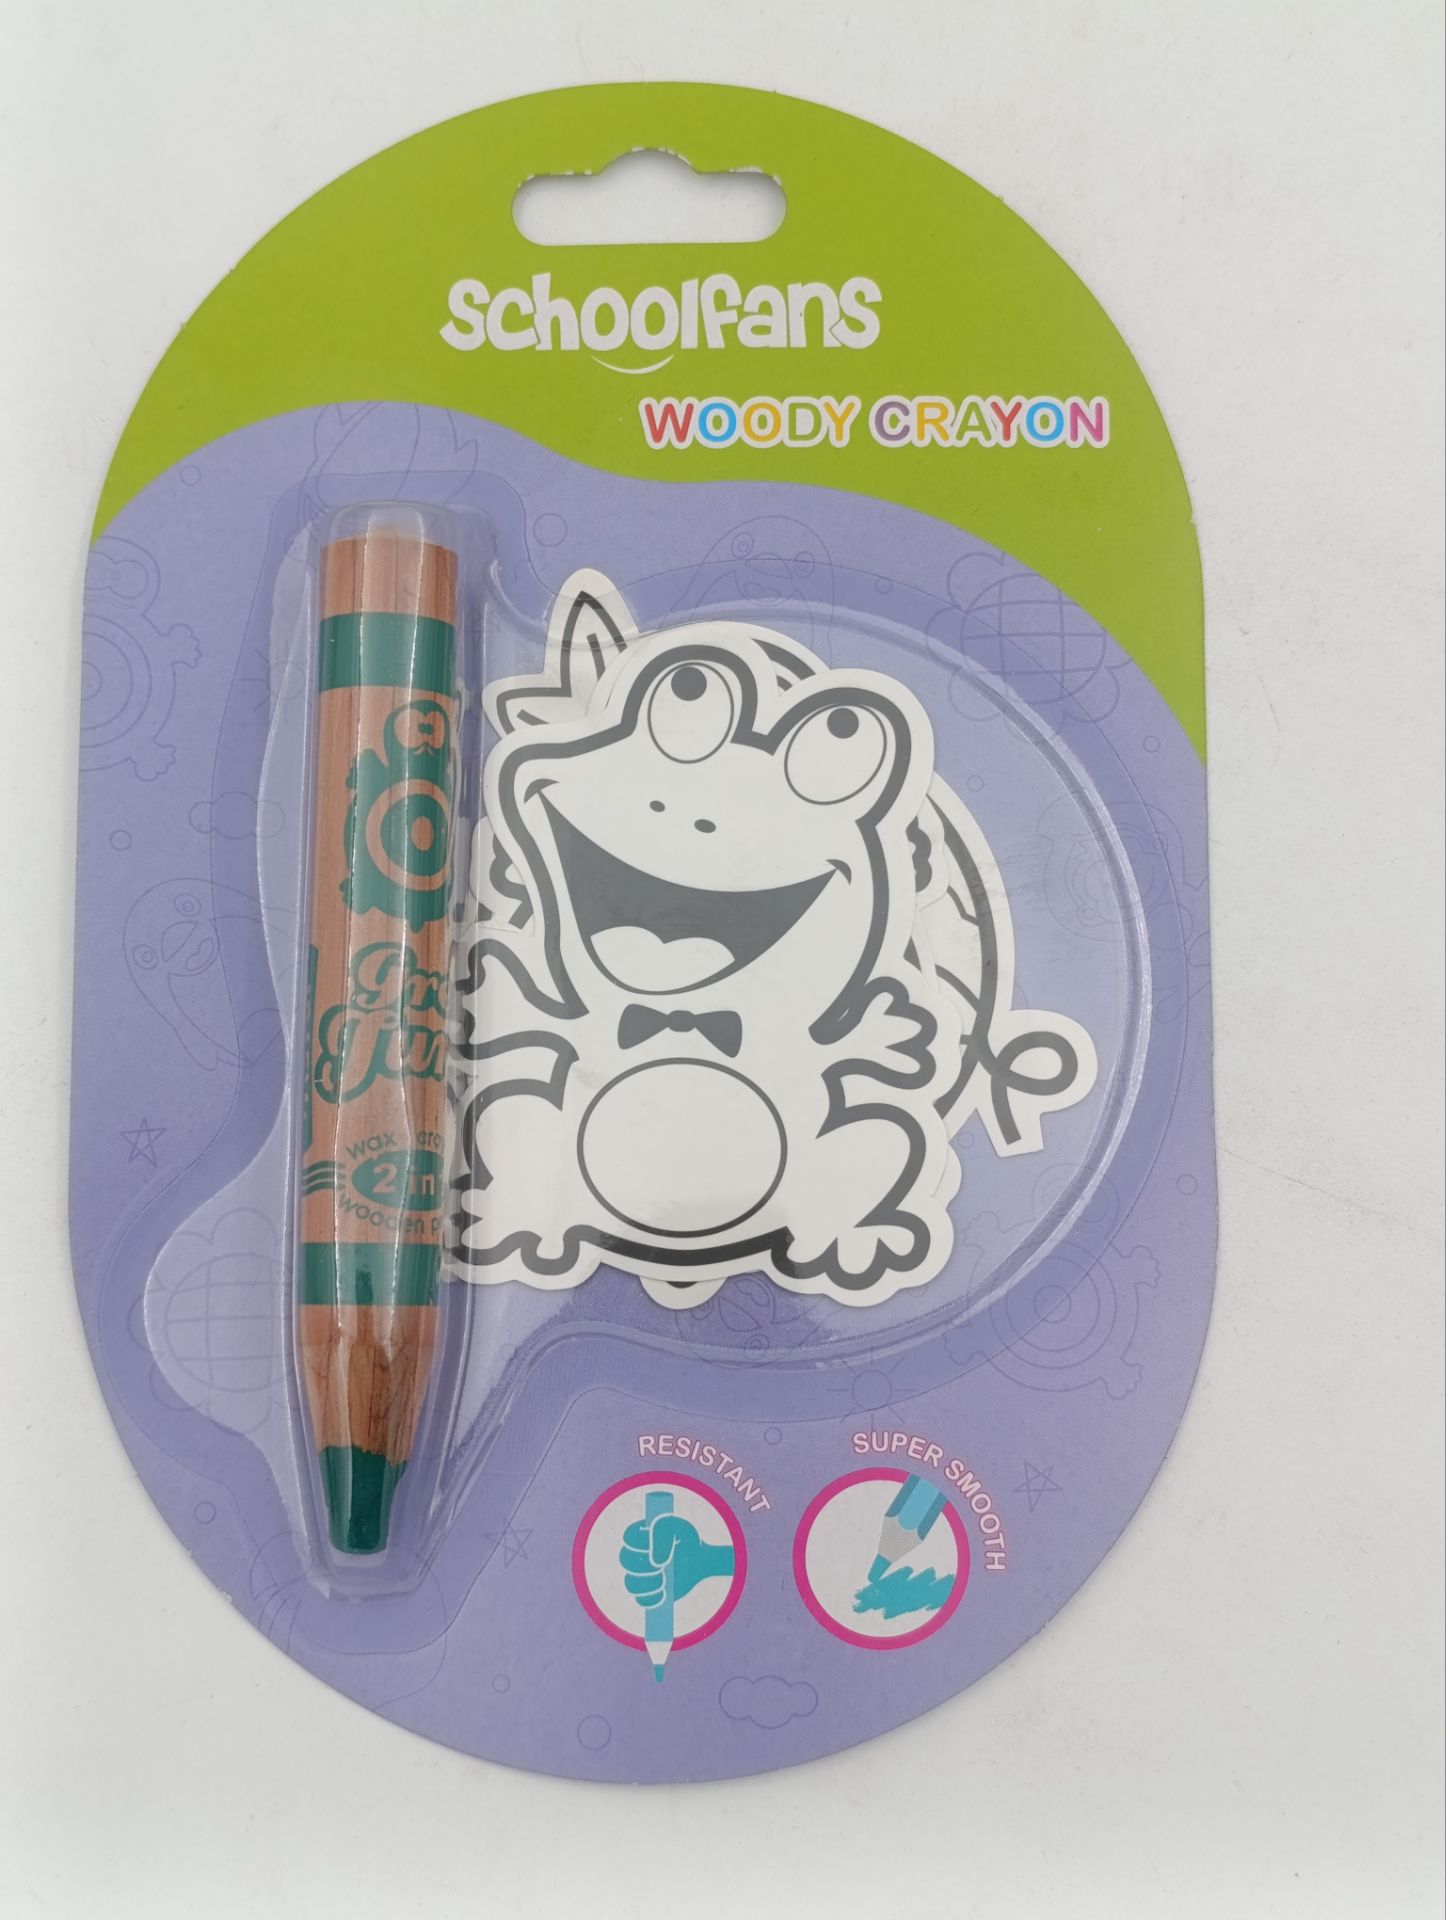 schoolfans
WOODY CRAYON
wax
2 in
wooden
RESISTANT
SUPER SMOOTH